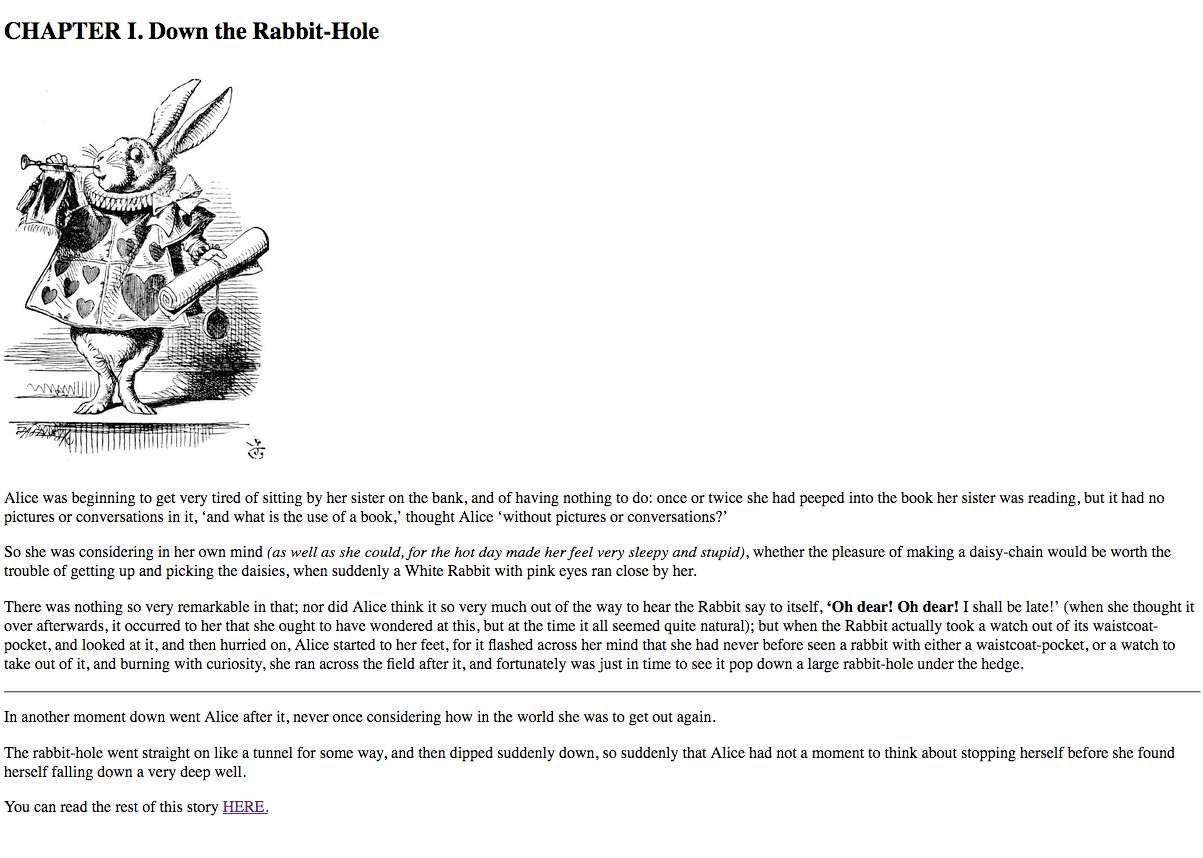 CHAPTER I. Down the Rabbit-Hole
Alice was beginning to get very tired of sitting by her sister on the bank, and of having nothing to do: once or twice she had peeped into the book her sister was reading, but it had no
pictures or conversations in it, ‘and what is the use of a book,’ thought Alice ‘without pictures or conversations?’
So she was considering in her own mind (as well as she could, for the hot day made her feel very sleepy and stupid), whether the pleasure of making a daisy-chain would be worth the
trouble of getting up and picking the daisies, when suddenly a White Rabbit with pink eyes ran close by her.
There was nothing so very remarkable in that; nor did Alice think it so very much out of the way to hear the Rabbit say to itself, ‘Oh dear! Oh dear! I shall be late!’ (when she thought it
over afterwards, it occurred to her that she ought to have wondered at this, but at the time it all seemed quite natural); but when the Rabbit actually took a watch out of its waistcoat-
pocket, and looked at it, and then hurried on, Alice started to her feet, for it flashed across her mind that she had never before seen a rabbit with either a waistcoat-pocket, or a watch to
take out of it, and burning with curiosity, she ran across the field after it, and fortunately was just in time to see it pop down a large rabbit-hole under the hedge.
In another moment down went Alice after it, never once considering how in the world she was to get out again.
The rabbit-hole went straight on like a tunnel for some way, and then dipped suddenly down, so suddenly that Alice had not a moment to think about stopping herself before she found
herself falling down a very deep well.
You can read the rest of this story HERE.